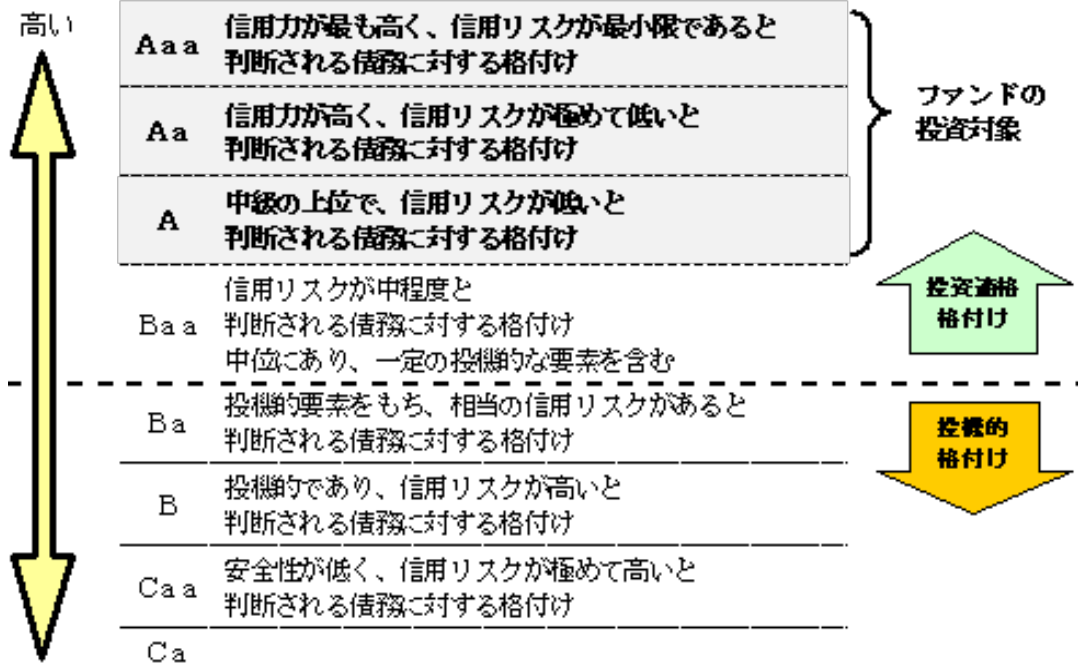 高い
Aaa
信用力が最も高く、信用リスクが最小限であると
判断される債務に対する格付け
Aa
信用力が高く、信用リスクが極めて低いと
判断される債務に対する格付け
A
中級の上位で、信用リスクが低いと
判断される債務に対する格付け
ファンドの
投資対象
Baa
信用リスクが中程度と
判断される債務に対する格付け
中位にあり、一定の投機的な要素を含む
投資適格
格付け
Ba
投機的要素をもち、相当の信用リスクがあると
判断される債務に対する格付け
投機的
格付け
B
投機的であり、信用リスクが高いと
判断される債務に対する格付け
Caa
安全性が低く、信用リスクが極めて高いと
判断される債務に対する格付け
Ca